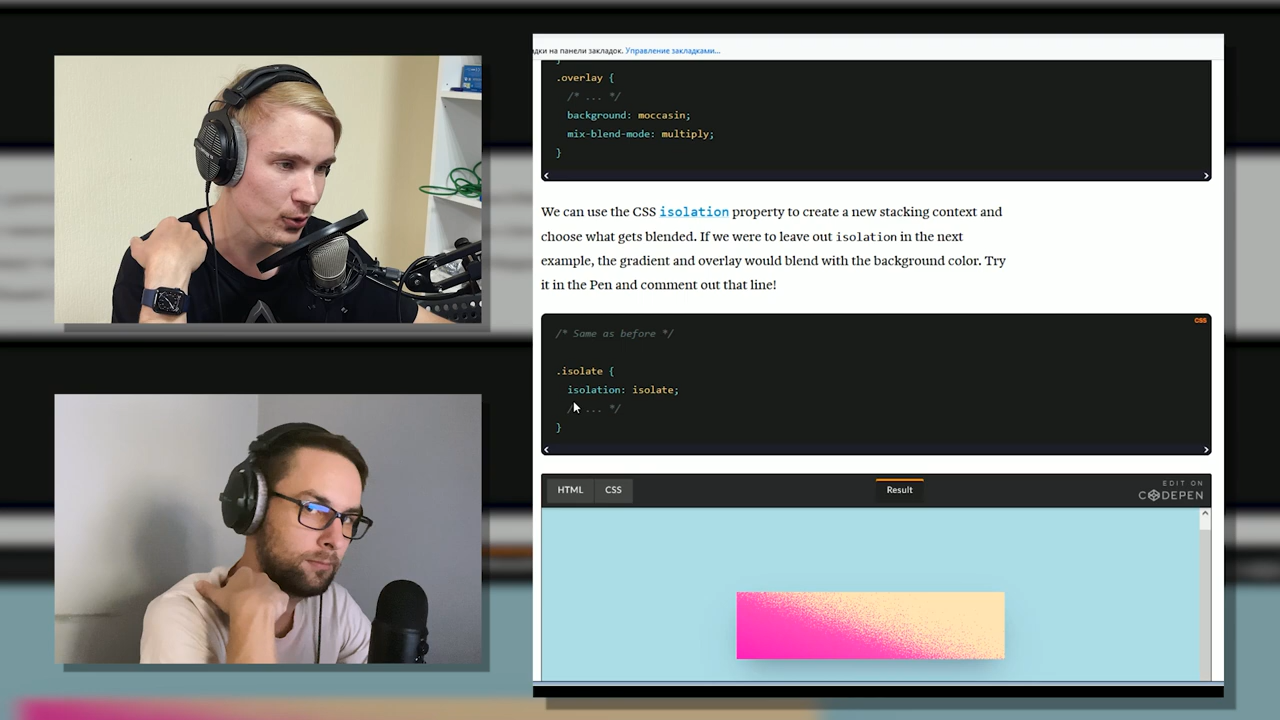 дки на панели закладок. Управление закладками...
}
.overlay {
/* ... */
background: moccasin;
mix-blend-mode: multiply;
}
We can use the CSS isolation property to create a new stacking context and
choose what gets blended. If we were to leave out isolation in the next
example, the gradient and overlay would blend with the background color. Try
it in the Pen and comment out that line!
CSS
/* Same as before */
.isolate {
isolation: isolate;
/* ... */
}
HTML CSS Result EDIT ON
CODEPEN